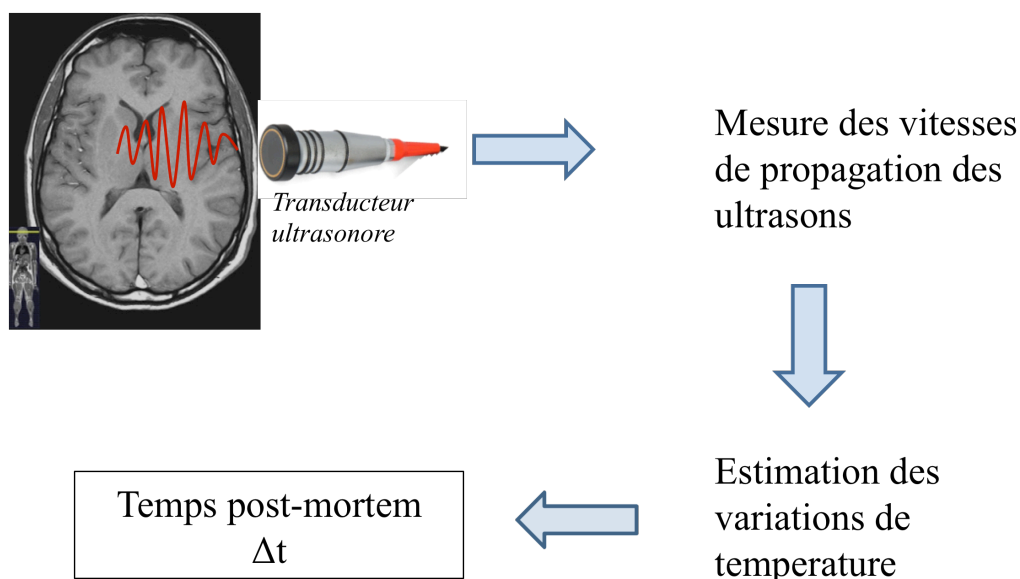 Mesure des vitesses
de propagation des
ultrasons
Transducteur
ultrasonore
Estimation des
variations de
temperature
Temps post-mortem
Δt